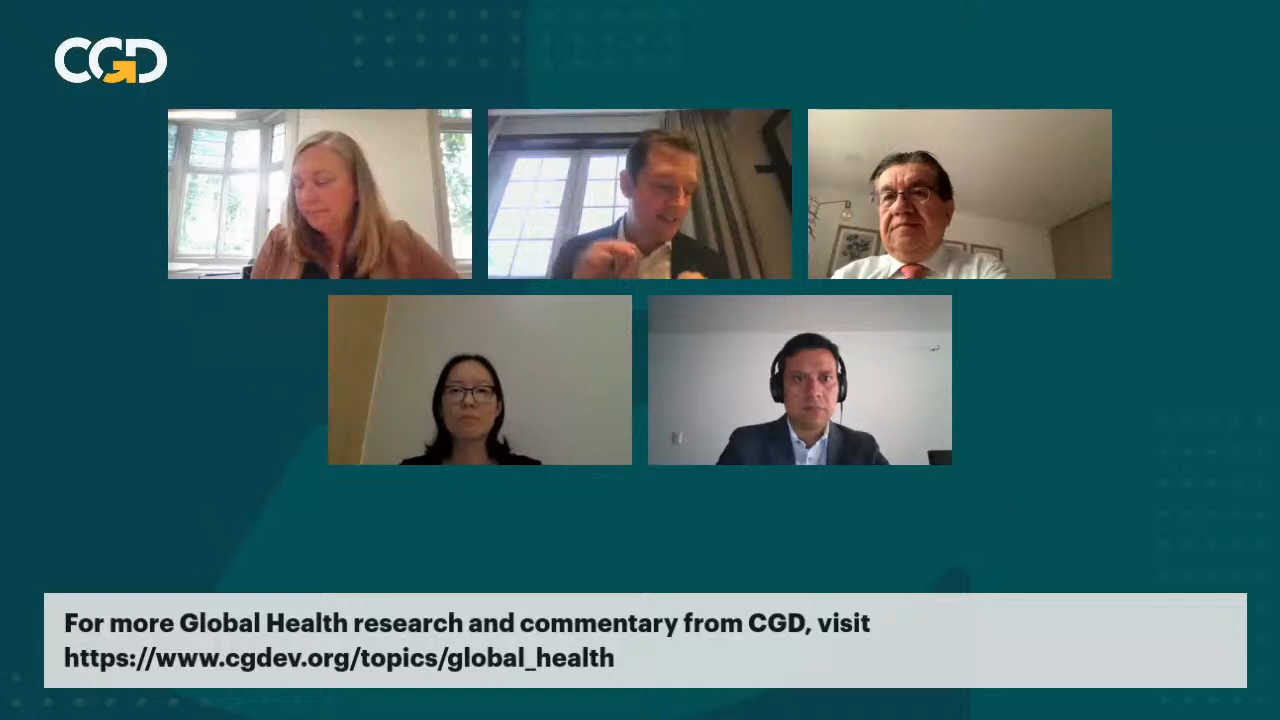 CGD
For more Global Health research and commentary from CGD, visit
https://www.cgdev.org/topics/global_health